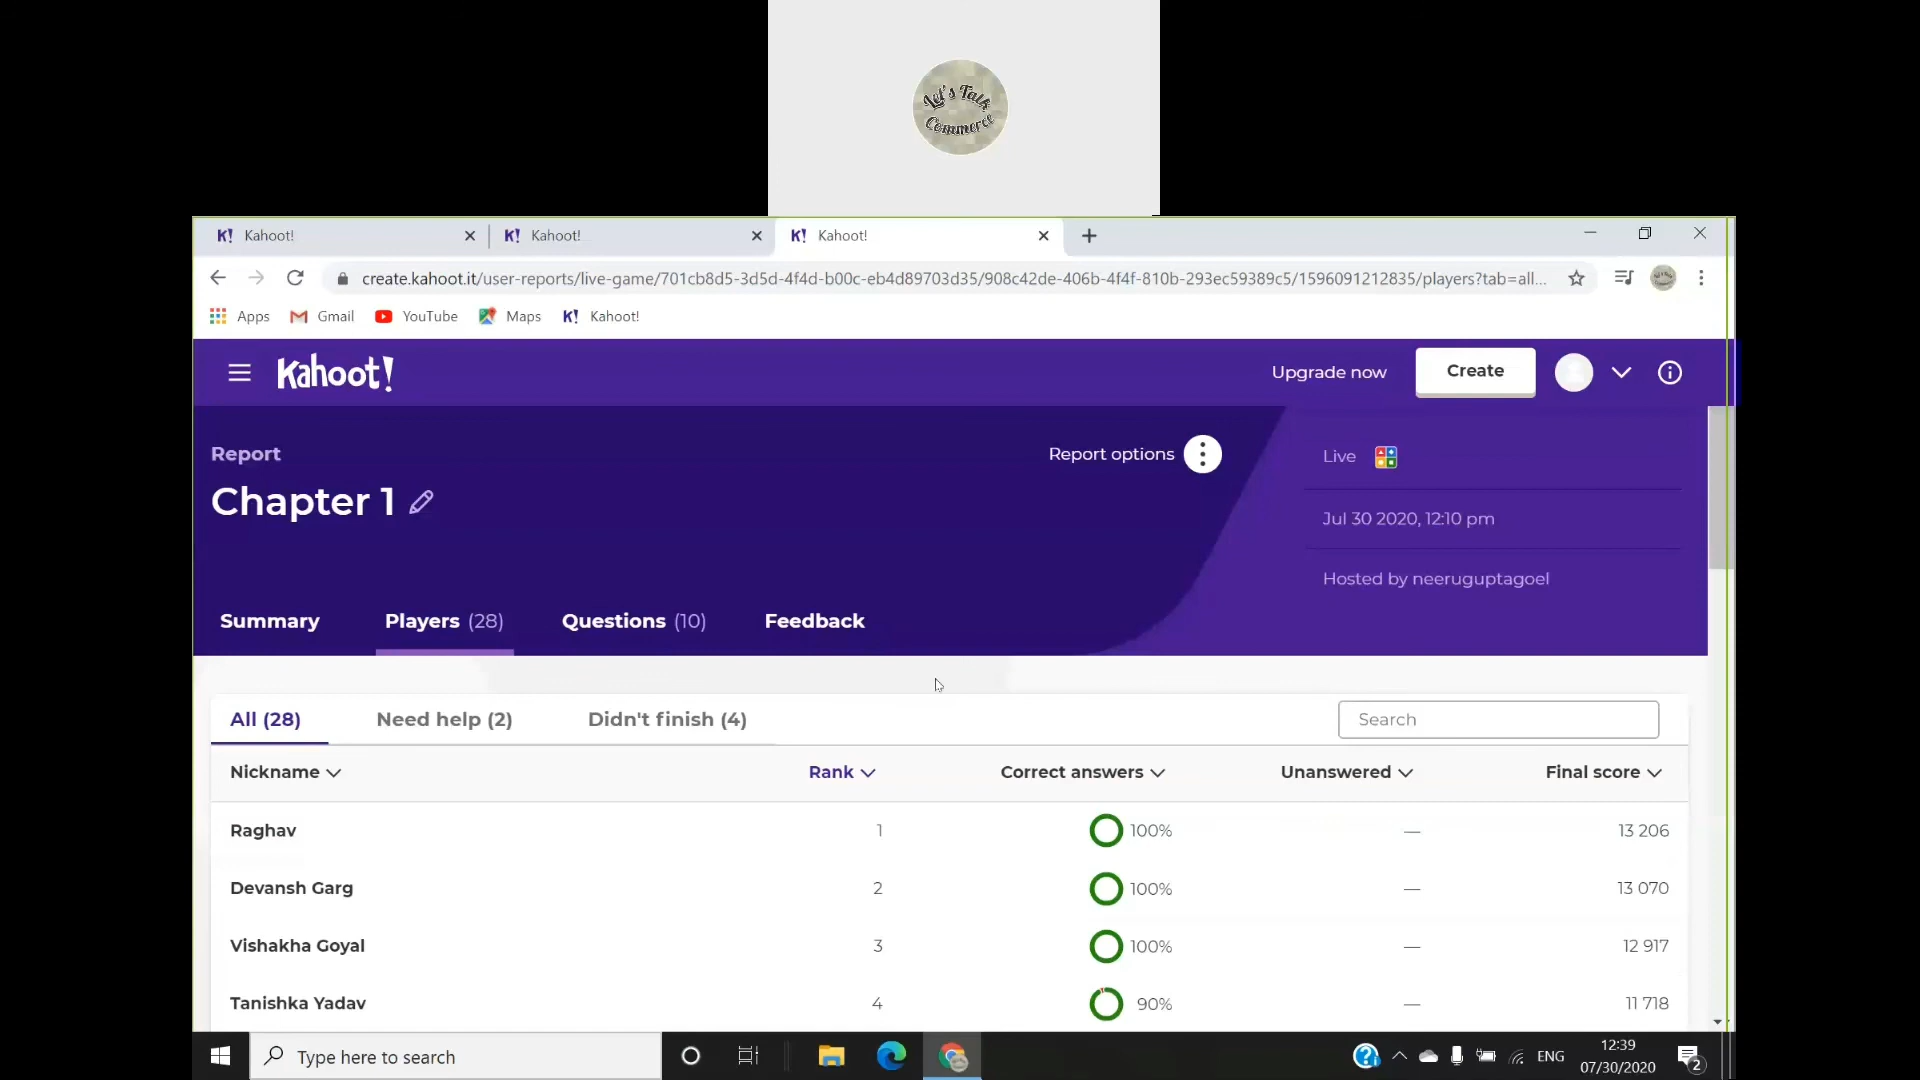 Let's Talk
Commerce
K! Kahoot!
K! Kahoot!
K! Kahoot!
create.kahoot.it/user-reports/live-game/701cb8d5-3d5d-4f4d-b00c-eb4d89703d35/908c42de-406b-4f4f-810b-293ec59389c5/1596091212835/players?tab=all...
Apps Gmail YouTube Maps K! Kahoot!
Kahoot! Upgrade now Create
Report Report options
Chapter 1
Live
Jul 30 2020, 12:10 pm
Hosted by neeruguptagoel
Summary Players (28) Questions (10) Feedback
All (28) Need help (2) Didn't finish (4) Search
Nickname Rank Correct answers Unanswered Final score
Raghav 1 100% — 13 206
Devansh Garg 2 100% — 13 070
Vishakha Goyal 3 100% — 12 917
Tanishka Yadav 4 90% — 11 718
Type here to search ENG 12:39
07/30/2020 2